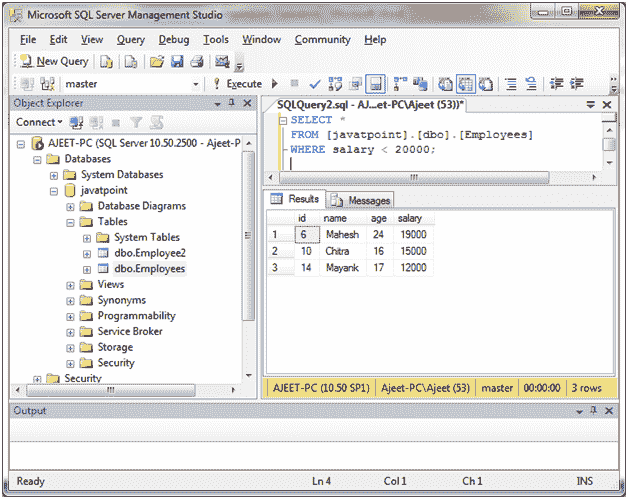 Microsoft SQL Server Management Studio
File Edit View Query Debug Tools Window Community Help
New Query
master Execute
Object Explorer
Connect
AJEET-PC (SQL Server 10.50.2500 - Ajeet-P
Databases
System Databases
javatpoint
Database Diagrams
Tables
System Tables
dbo.Employee2
dbo.Employees
Views
Synonyms
Programmability
Service Broker
Storage
Security
Security
SQLQuery2.sql - AJ...et-PC\Ajeet (53))*
SELECT *
FROM [javatpoint].[dbo].[Employees]
WHERE salary < 20000;
Results Messages
id name age salary
1 6 Mahesh 24 19000
2 10 Chitra 16 15000
3 14 Mayank 17 12000
AJEET-PC (10.50 SP1) Ajeet-PC\Ajeet (53) master 00:00:00 3 rows
Output
Ready Ln 4 Col 1 Ch 1 INS